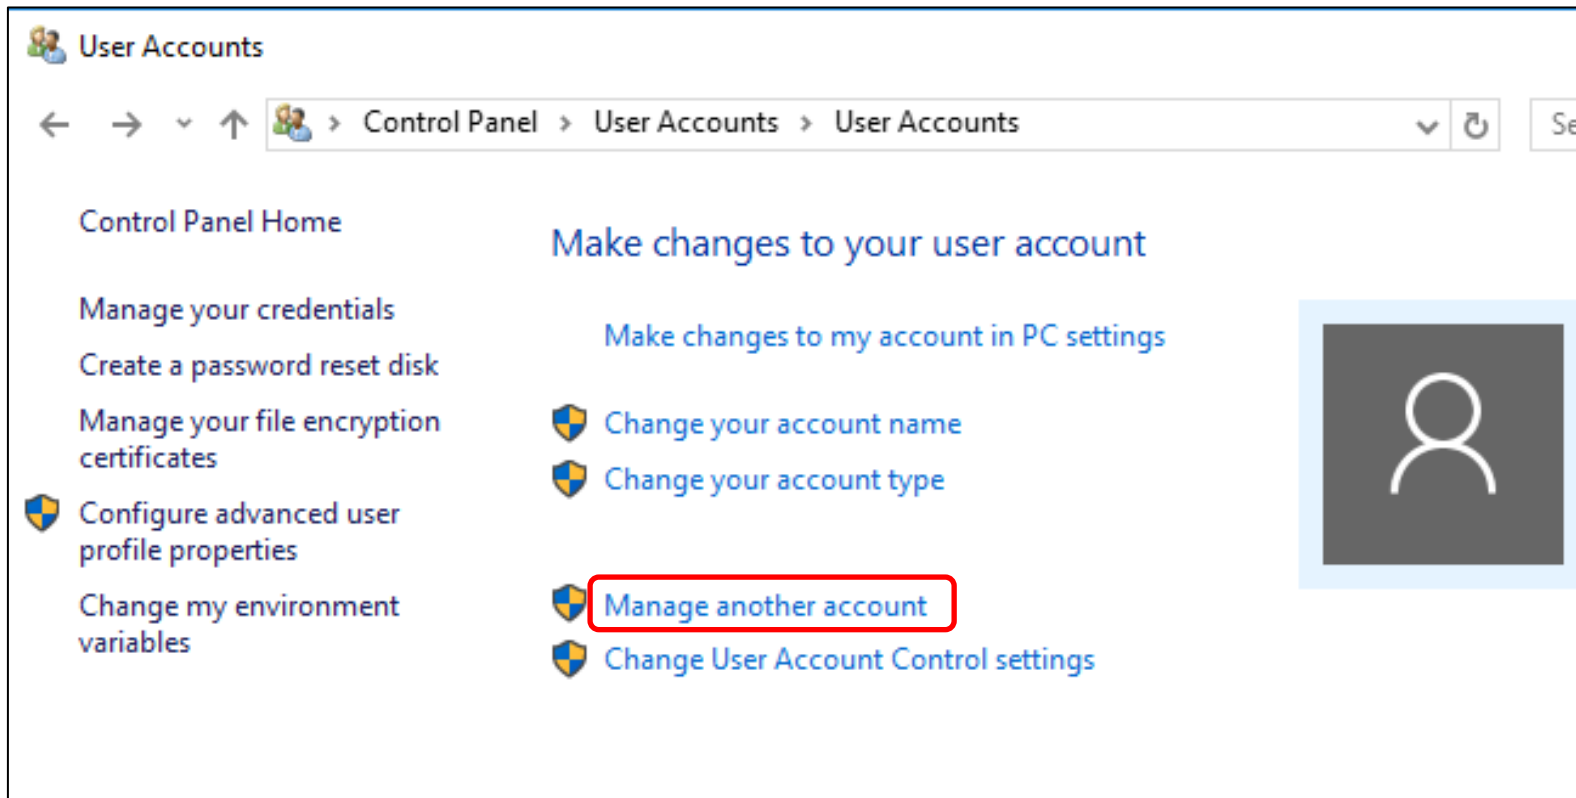 User Accounts
Control Panel > User Accounts > User Accounts
Se
Control Panel Home
Manage your credentials
Create a password reset disk
Manage your file encryption
certificates
Configure advanced user
profile properties
Change my environment
variables
Make changes to your user account
Make changes to my account in PC settings
Change your account name
Change your account type
Manage another account
Change User Account Control settings